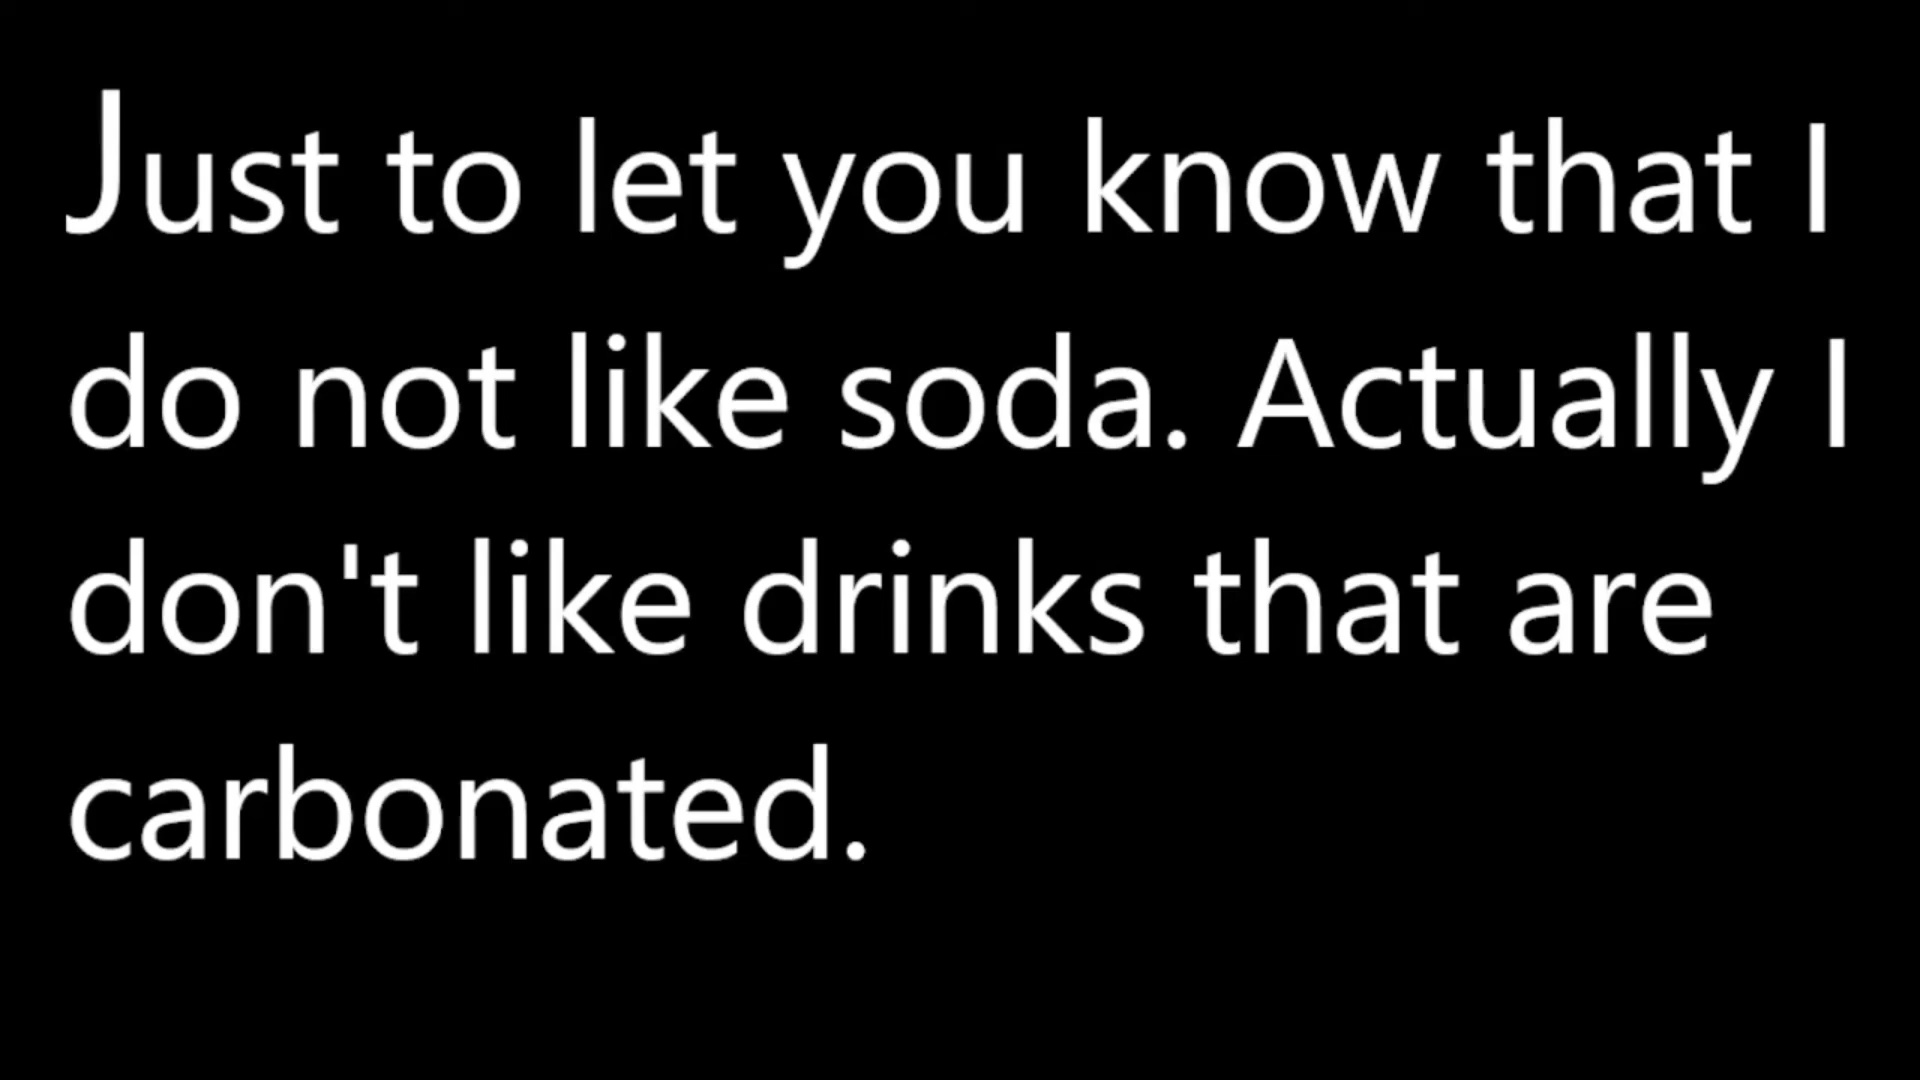 Just to let you know that I
do not like soda. Actually I
don't like drinks that are
carbonated.